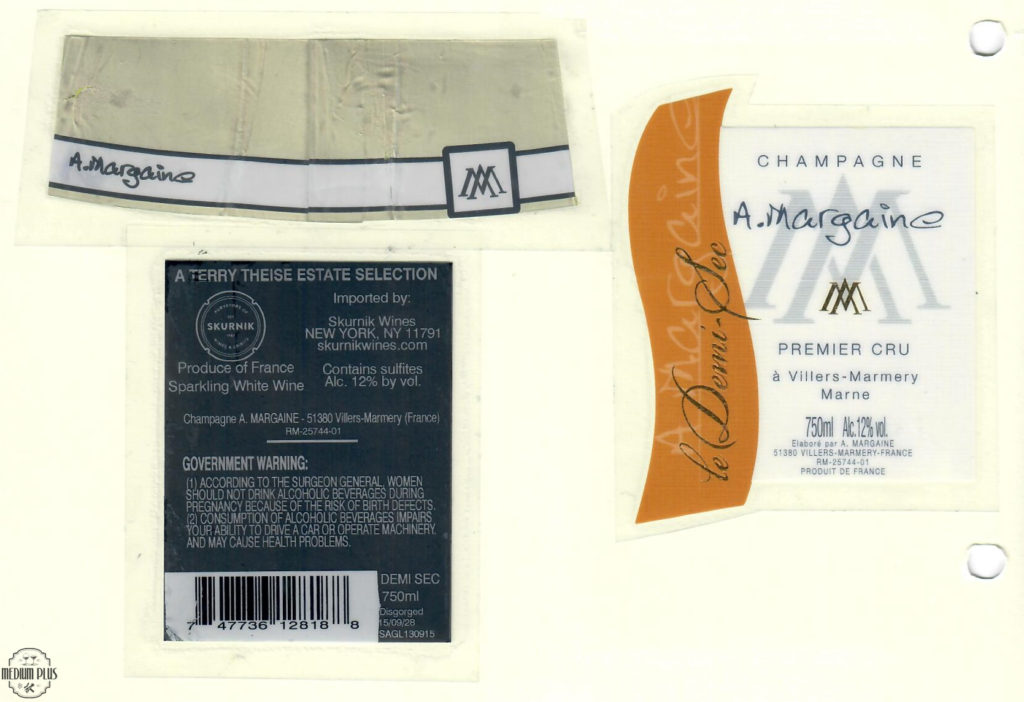 A.Margaine
AM
A TERRY THEISE ESTATE SELECTION
SKURNIK
Imported by:
Skurnik Wines
NEW YORK, NY 11791
skurnikwines.com
Produce of France
Sparkling White Wine
Contains sulfites
Alc. 12% by vol.
Champagne A. MARGAINE - 51380 Villers-Marmery (France)
RM-25744-01
GOVERNMENT WARNING:
(1) ACCORDING TO THE SURGEON GENERAL, WOMEN
SHOULD NOT DRINK ALCOHOLIC BEVERAGES DURING
PREGNANCY BECAUSE OF THE RISK OF BIRTH DEFECTS.
(2) CONSUMPTION OF ALCOHOLIC BEVERAGES IMPAIRS
YOUR ABILITY TO DRIVE A CAR OR OPERATE MACHINERY,
AND MAY CAUSE HEALTH PROBLEMS.
7 47736 12818 8
DEMI SEC
750ml
Disgorged
15/09/28
SAGL130915
A Margaine
le Demi-Sec
CHAMPAGNE
A.Margaine
AM
PREMIER CRU
à Villers-Marmery
Marne
750ml Alc.12% vol.
Elaboré par A. MARGAINE
51380 VILLERS-MARMERY-FRANCE
RM-25744-01
PRODUIT DE FRANCE
MEDIUM PLUS